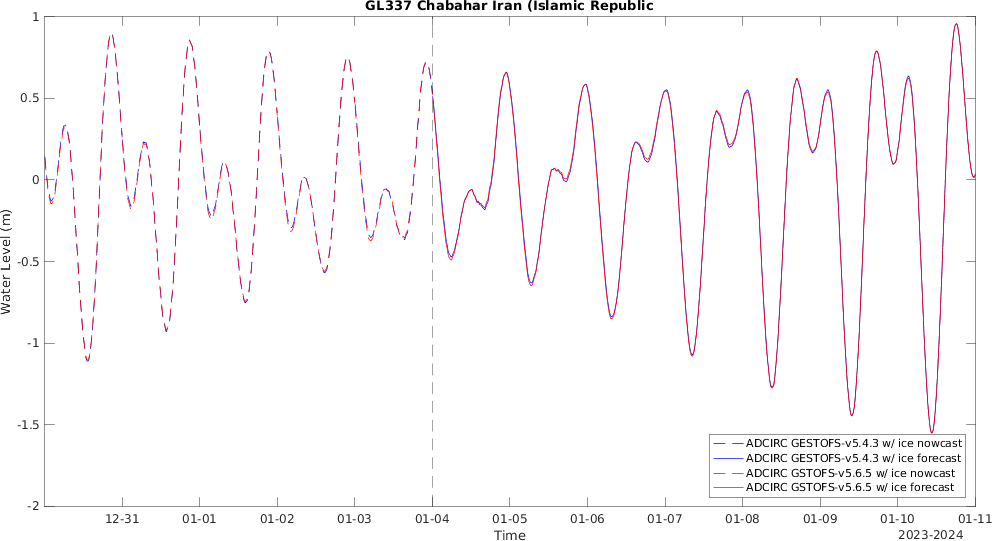 GL337 Chabahar Iran (Islamic Republic
1
0.5
0
-0.5
-1
-1.5
-2
Water Level (m)
ADCIRC GESTOFS-v5.4.3 w/ ice nowcast
ADCIRC GESTOFS-v5.4.3 w/ ice forecast
ADCIRC GSTOFS-v5.6.5 w/ ice nowcast
ADCIRC GSTOFS-v5.6.5 w/ ice forecast
12-31 01-01 01-02 01-03 01-04 01-05 01-06 01-07 01-08 01-09 01-10 01-11
Time
2023-2024